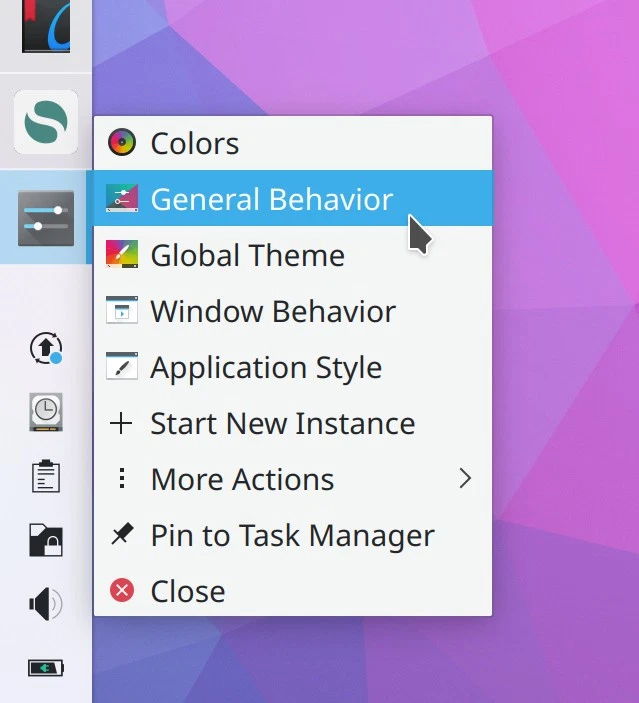 Colors
General Behavior
Global Theme
Window Behavior
Application Style
Start New Instance
More Actions
Pin to Task Manager
Close